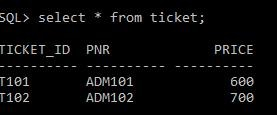 SQL> select * from ticket;
TICKET_ID  PNR             PRICE
---------- ---------- ----------
T101       ADM101            600
T102       ADM102            700